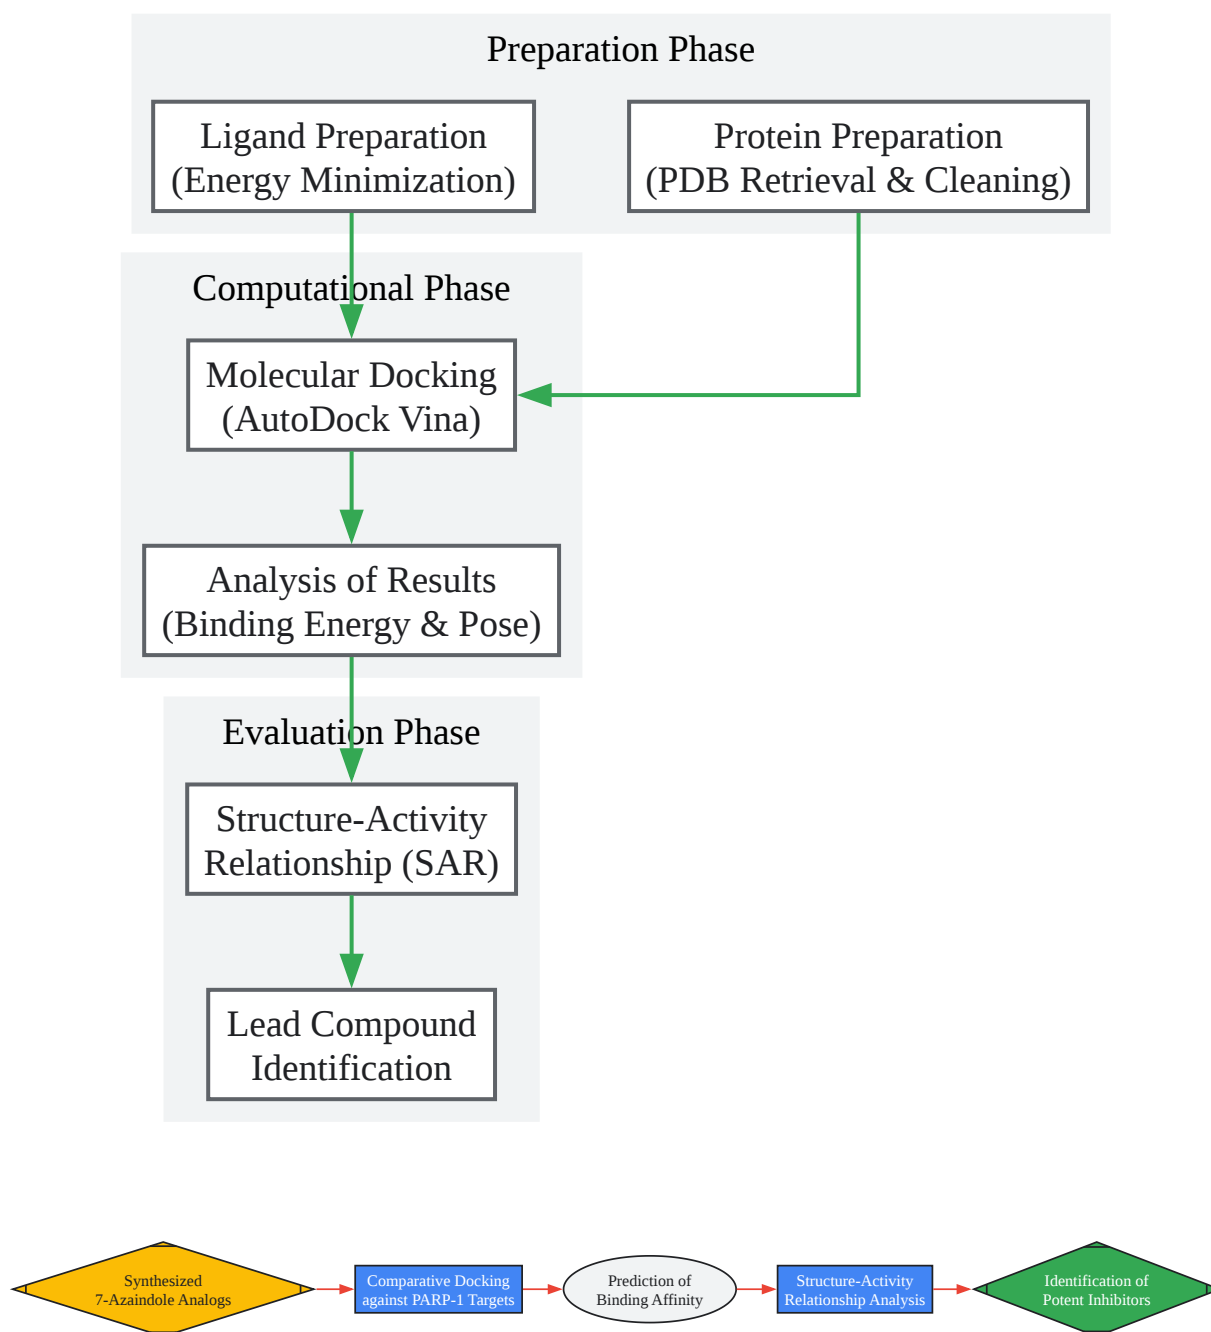 Preparation Phase
Ligand Preparation
(Energy Minimization)
Protein Preparation
(PDB Retrieval & Cleaning)
Computational Phase
Molecular Docking
(AutoDock Vina)
Analysis of Results
(Binding Energy & Pose)
Evaluation Phase
Structure-Activity
Relationship (SAR)
Lead Compound
Identification
Synthesized
7-Azaindole Analogs
Comparative Docking
against PARP-1 Targets
Prediction of
Binding Affinity
Structure-Activity
Relationship Analysis
Identification of
Potent Inhibitors